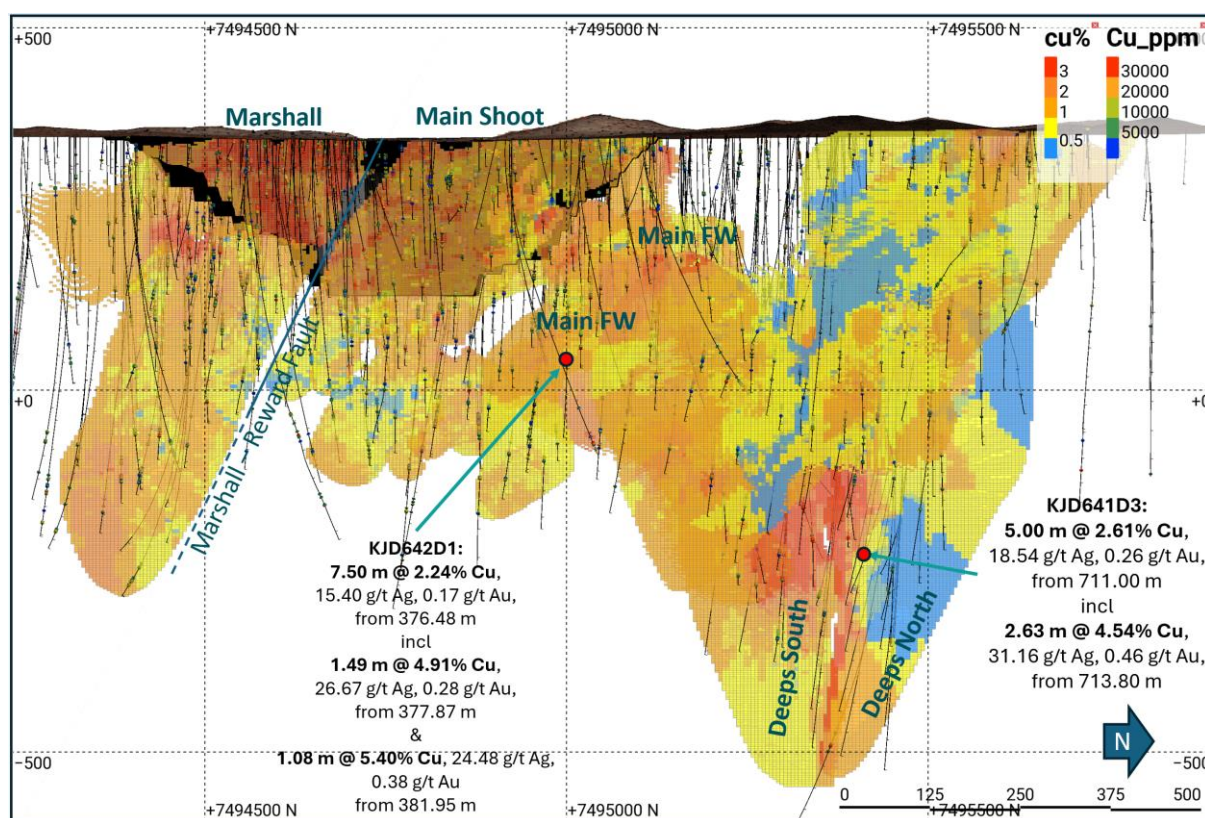 +500
+7494500 N
+7495000 N
+7495500 N
cu%
Cu_ppm
3
2
1
0.5
30000
20000
10000
5000
Marshall
Main Shoot
Main FW
Main FW
Marshall – Reward Fault
+0
+0
KJD642D1:
7.50 m @ 2.24% Cu,
15.40 g/t Ag, 0.17 g/t Au,
from 376.48 m
incl
1.49 m @ 4.91% Cu,
26.67 g/t Ag, 0.28 g/t Au,
from 377.87 m
&
1.08 m @ 5.40% Cu, 24.48 g/t Ag,
0.38 g/t Au
from 381.95 m
Deeps South
Deeps North
KJD641D3:
5.00 m @ 2.61% Cu,
18.54 g/t Ag, 0.26 g/t Au,
from 711.00 m
incl
2.63 m @ 4.54% Cu,
31.16 g/t Ag, 0.46 g/t Au,
from 713.80 m
N
−500
−500
+7494500 N
+7495000 N
+7495500 N
0
125
250
375
500